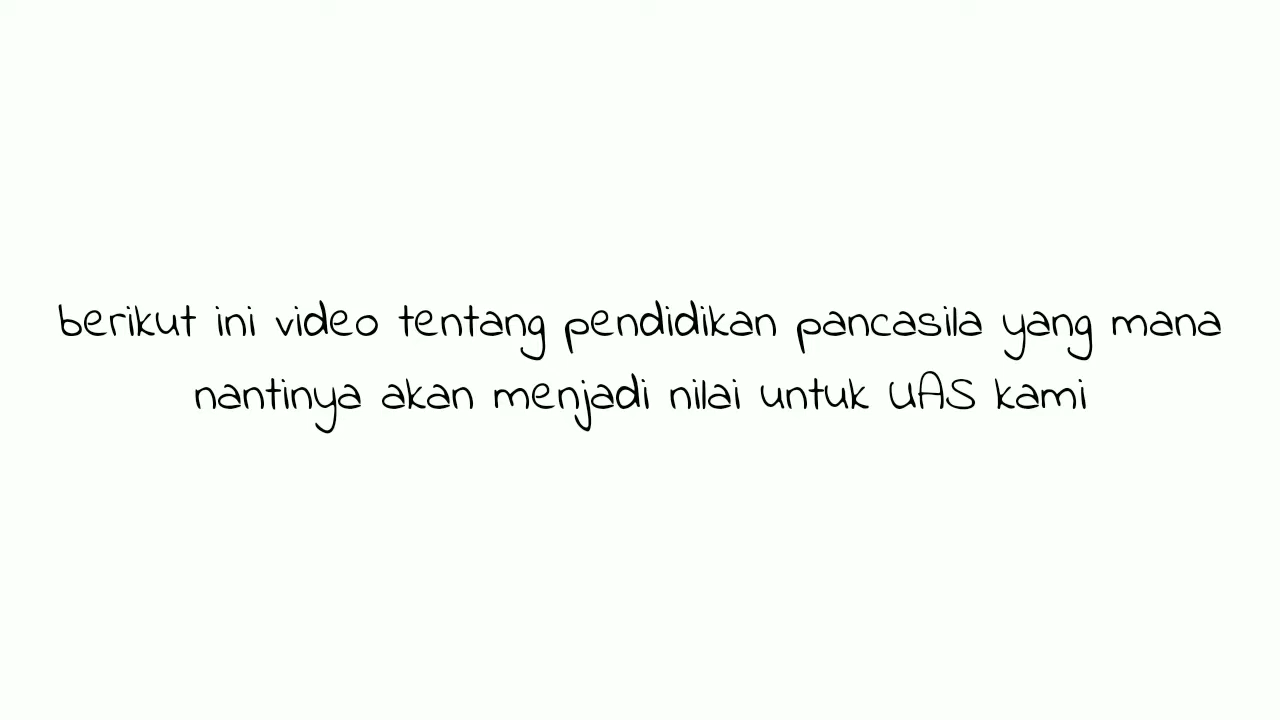 berikut ini video tentang pendidikan pancasila yang mana
nantinya akan menjadi nilai untuk UAS kami